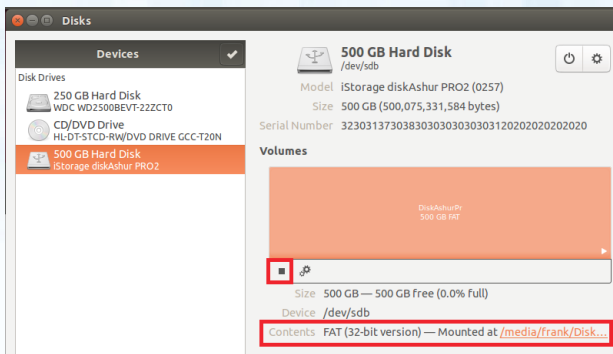 Disks
Devices
Disk Drives
250 GB Hard Disk
WDC WD2500BEVT-22ZCT0
CD/DVD Drive
HL-DT-STCD-RW/DVD DRIVE GCC-T20N
500 GB Hard Disk
iStorage diskAshur PRO2
500 GB Hard Disk
/dev/sdb
Model iStorage diskAshur PRO2 (0257)
Size 500 GB (500,075,331,584 bytes)
Serial Number 32303137303830303030303031202020202020
Volumes
DiskAshurPr
500 GB FAT
Size 500 GB — 500 GB free (0.0% full)
Device /dev/sdb
Contents FAT (32-bit version) — Mounted at /media/frank/Disk...